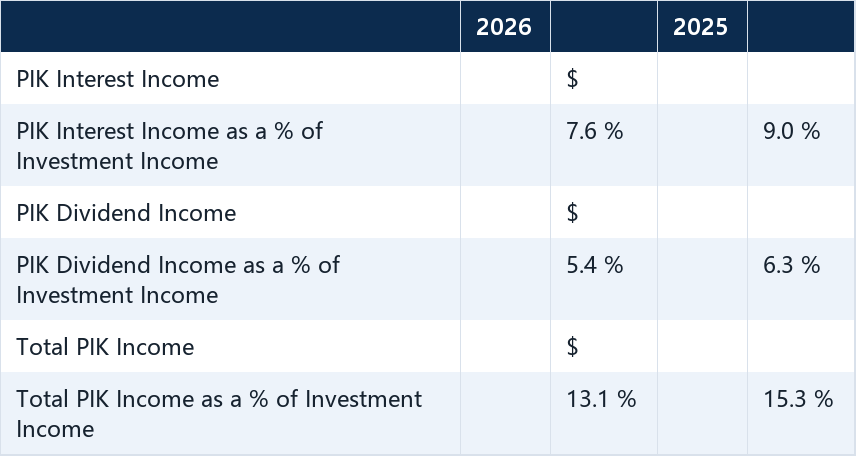 2026 2025
PIK Interest Income $
PIK Interest Income as a % of 7.6 % 9.0 %
Investment Income
PIK Dividend Income $
PIK Dividend Income as a % of 5.4 % 6.3 %
Investment Income
Total PIK Income $
Total PIK Income as a % of Investment 13.1 % 15.3 %
Income